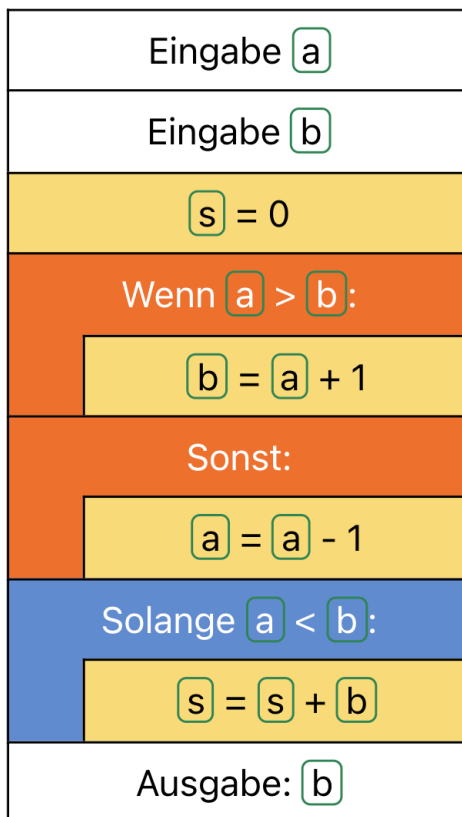 Eingabe a
Eingabe b
s = 0
Wenn a > b:
b = a + 1
Sonst:
a = a - 1
Solange a < b:
s = s + b
Ausgabe: b